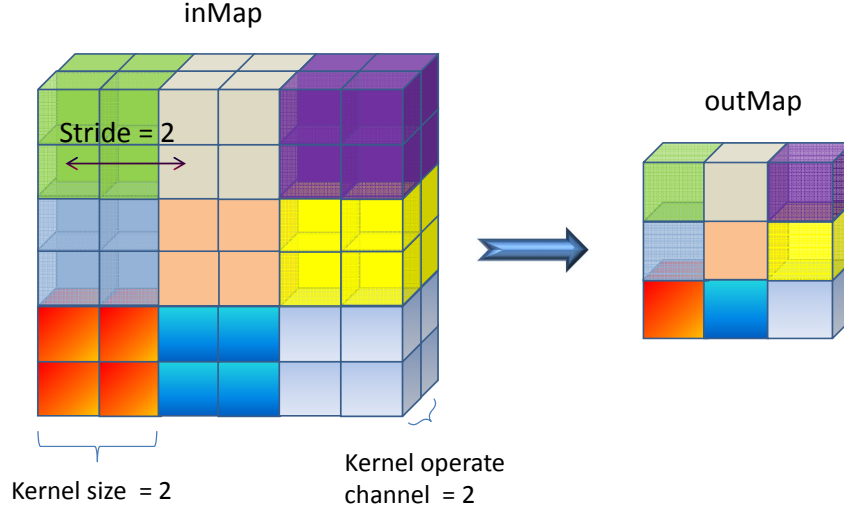 inMap
outMap
Stride = 2
Kernel size  = 2
Kernel operate
channel  = 2